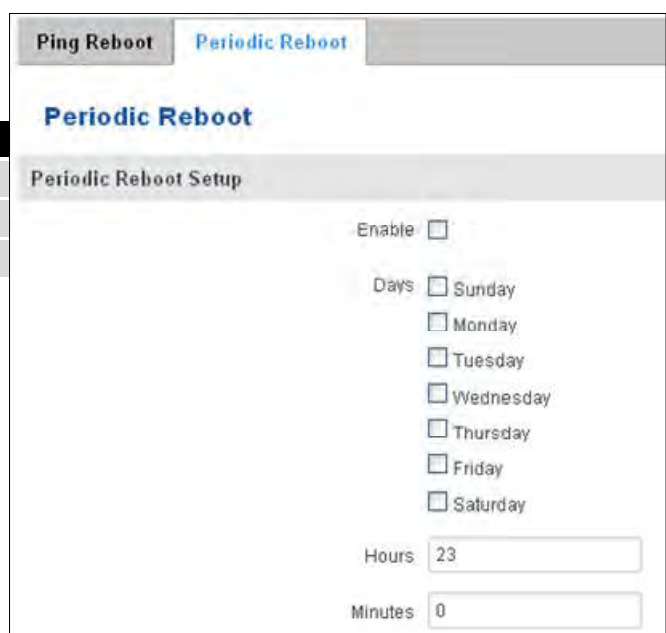 Ping Reboot Periodic Reboot
Periodic Reboot
Periodic Reboot Setup
Enable
Days Sunday
Monday
Tuesday
Wednesday
Thursday
Friday
Saturday
Hours 23
Minutes 0